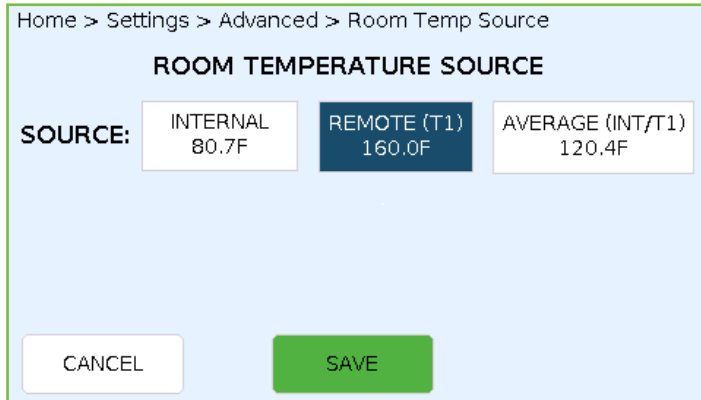 Home > Settings > Advanced > Room Temp Source
ROOM TEMPERATURE SOURCE
SOURCE:
INTERNAL
80.7F
REMOTE (T1)
160.0F
AVERAGE (INT/T1)
120.4F
CANCEL
SAVE